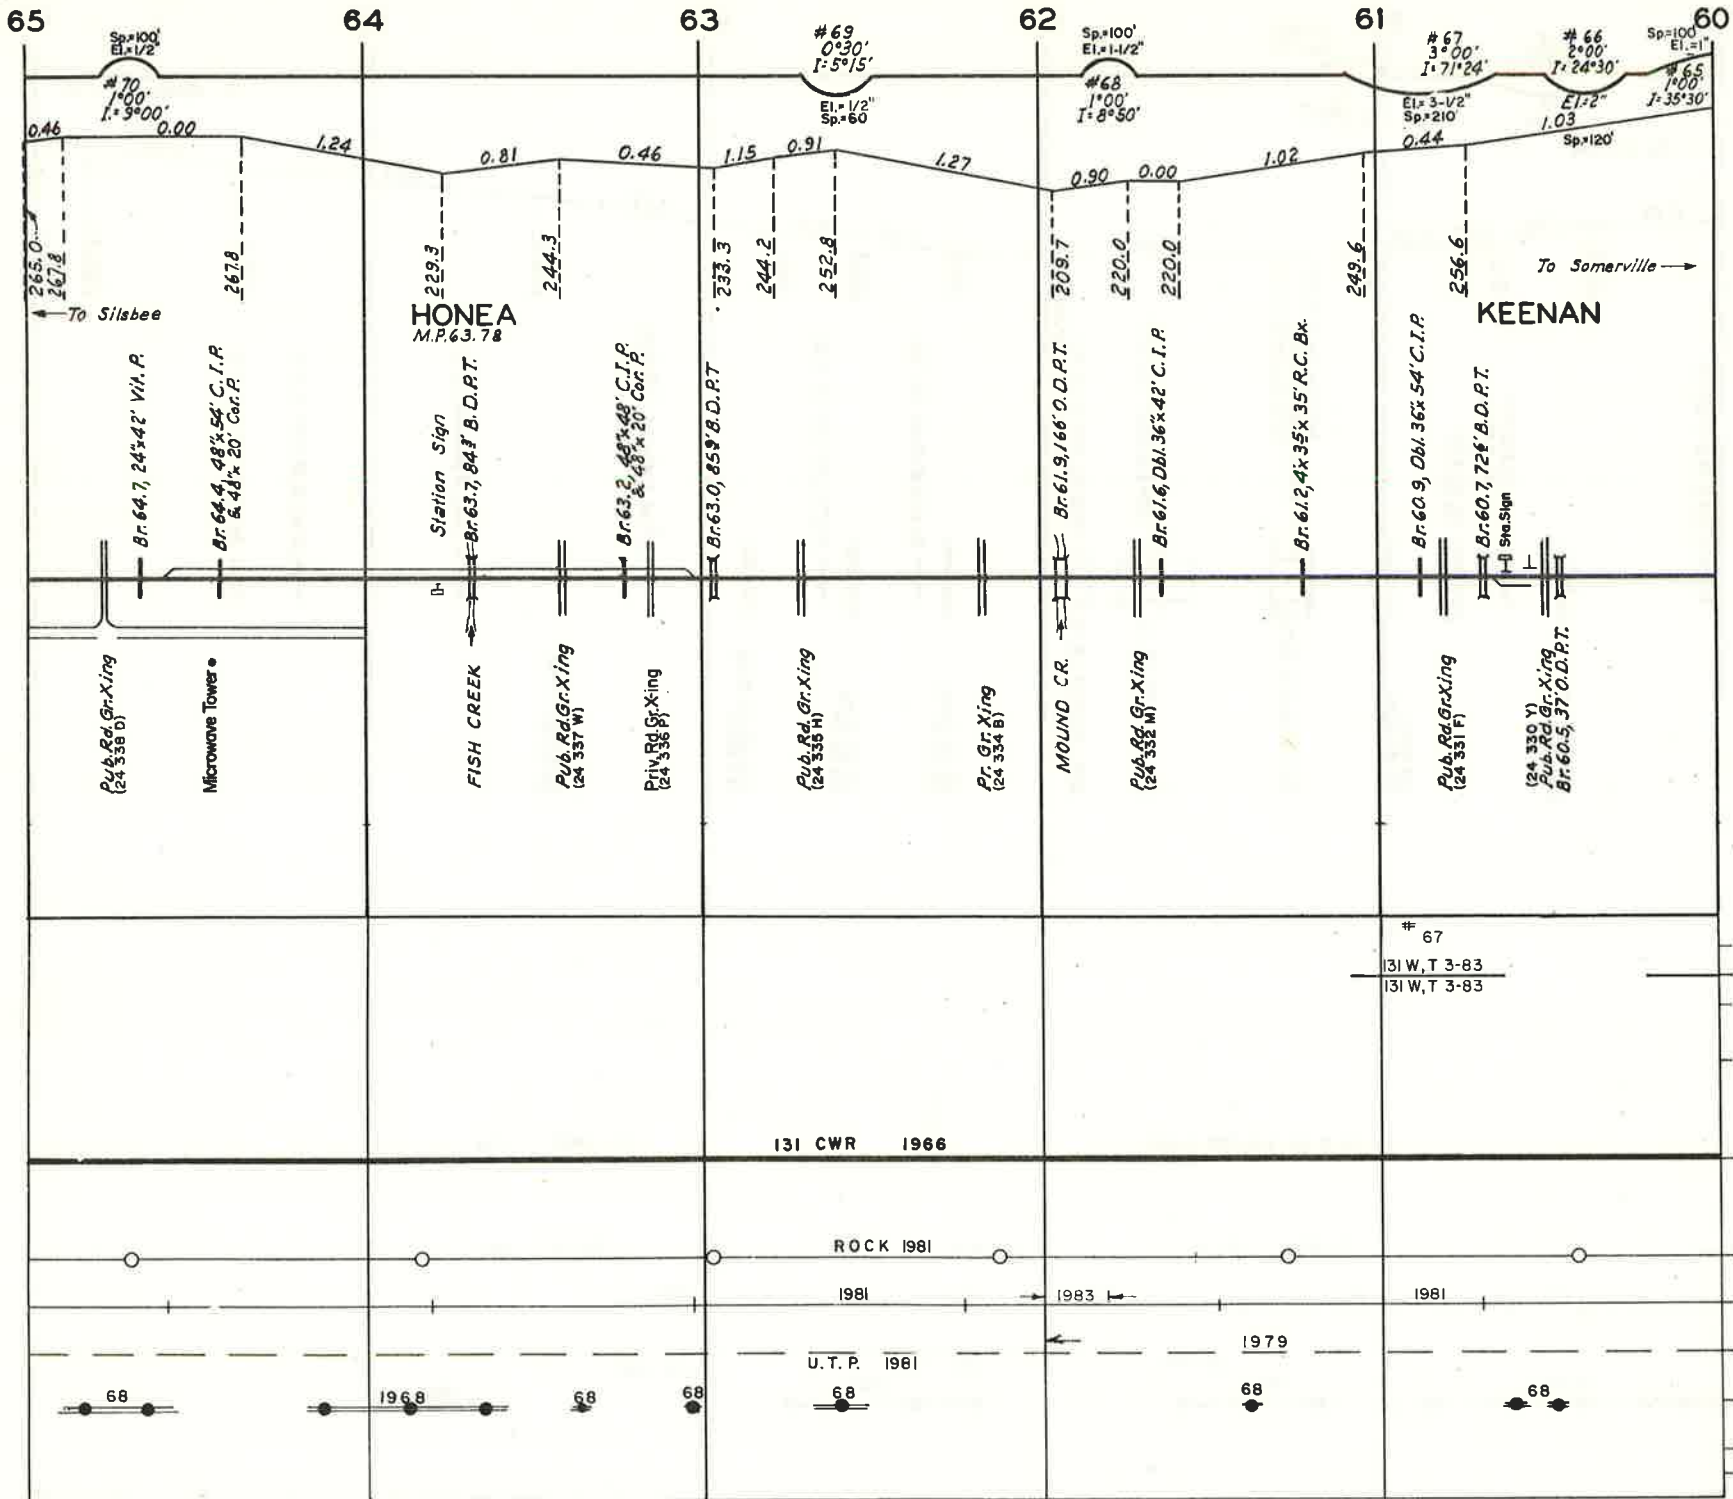 65 64 63 62 61 60
Sp.=100'
El.=1/2"
#70
1°00'
I.=9°00'
#69
0°30'
I=5°15'
El.=1/2"
Sp.=60'
Sp.=100'
El.=1-1/2"
#68
1°00'
I=8°50'
#67
3°00'
I=71°24'
El.=3-1/2"
Sp.=210'
#66
2°00'
I=24°30'
El.=2"
Sp.=120'
Sp.=100'
El.=1"
#65
1°00'
I=35°30'
0.46 0.00 1.24 0.81 0.46 1.15 0.91 1.27 0.90 0.00 1.02 0.44 1.03
265.0
267.8
267.8
229.3
244.3
233.3
244.2
252.8
209.7
220.0
220.0
249.6
256.6
To Silsbee
To Somerville
HONEA
M.P.63.78
KEENAN
Br. 64.7, 24"x42' Vit. P.
Br. 64.4, 48"x54' C.I.P.
& 48"x 20' Cor. P.
Station Sign
Br. 63.7, 84³' B.D.P.T.
Br. 63.2, 48"x48' C.I.P.
& 48"x 20' Cor. P.
Br. 63.0, 85⁹' B.D.P.T
Br. 61.9, 166' O.D.P.T.
Br. 61.6, Dbl. 36"x42' C.I.P.
Br. 61.2, 4'x35'x35' R.C. Bx.
Br. 60.9, Dbl. 36"x54' C.I.P.
Br. 60.7, 72⁶' B.D.P.T.
Sta. Sign
Pub. Rd. Gr. Xing
(24 338 D)
Microwave Tower
FISH CREEK
Pub. Rd. Gr. Xing
(24 337 W)
Priv. Rd. Gr. X-ing
(24 336 P)
Pub. Rd. Gr. Xing
(24 335 H)
Pr. Gr. Xing
(24 334 B)
MOUND CR.
Pub. Rd. Gr. Xing
(24 332 M)
Pub. Rd. Gr. Xing
(24 331 F)
(24 330 Y)
Pub. Rd. Gr. Xing
Br. 60.5, 37' O.D.P.T.
# 67
131 W, T 3-83
131 W, T 3-83
131 CWR 1966
ROCK 1981
1981 1983 1981
1979
U.T.P. 1981
68 1968 68 68 68 68 68